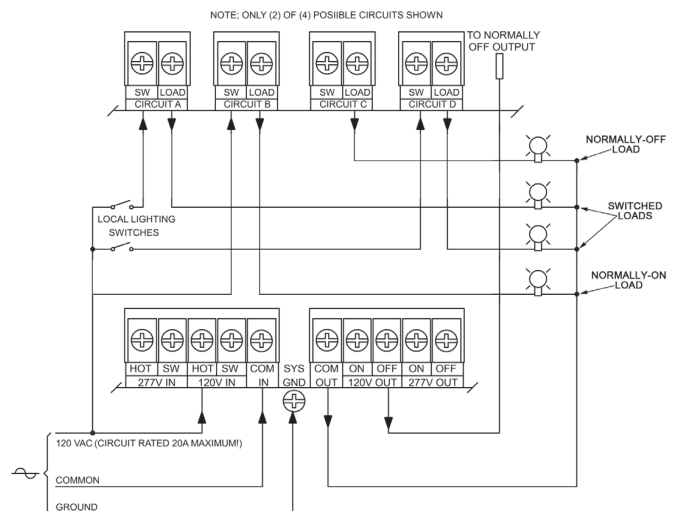 NOTE; ONLY (2) OF (4) POSIIBLE CIRCUITS SHOWN
TO NORMALLY
OFF OUTPUT
SW LOAD
CIRCUIT A
SW LOAD
CIRCUIT B
SW LOAD
CIRCUIT C
SW LOAD
CIRCUIT D
NORMALLY-OFF
LOAD
LOCAL LIGHTING
SWITCHES
SWITCHED
LOADS
NORMALLY-ON
LOAD
HOT SW HOT SW COM
277V IN 120V IN IN
SYS
GND
COM ON OFF ON OFF
OUT 120V OUT 277V OUT
120 VAC (CIRCUIT RATED 20A MAXIMUM!)
COMMON
GROUND